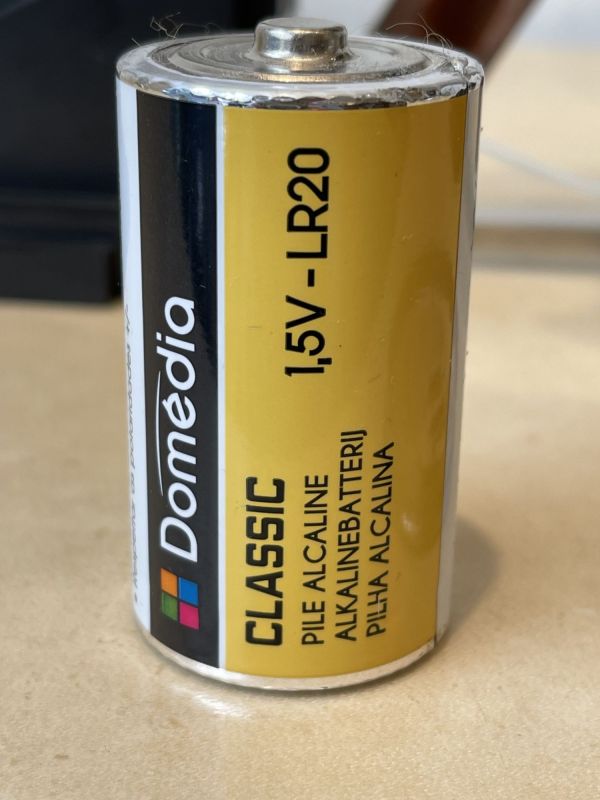 Domédia
CLASSIC
1,5V - LR20
PILE ALCALINE
ALKALINEBATTERIJ
PILHA ALCALINA